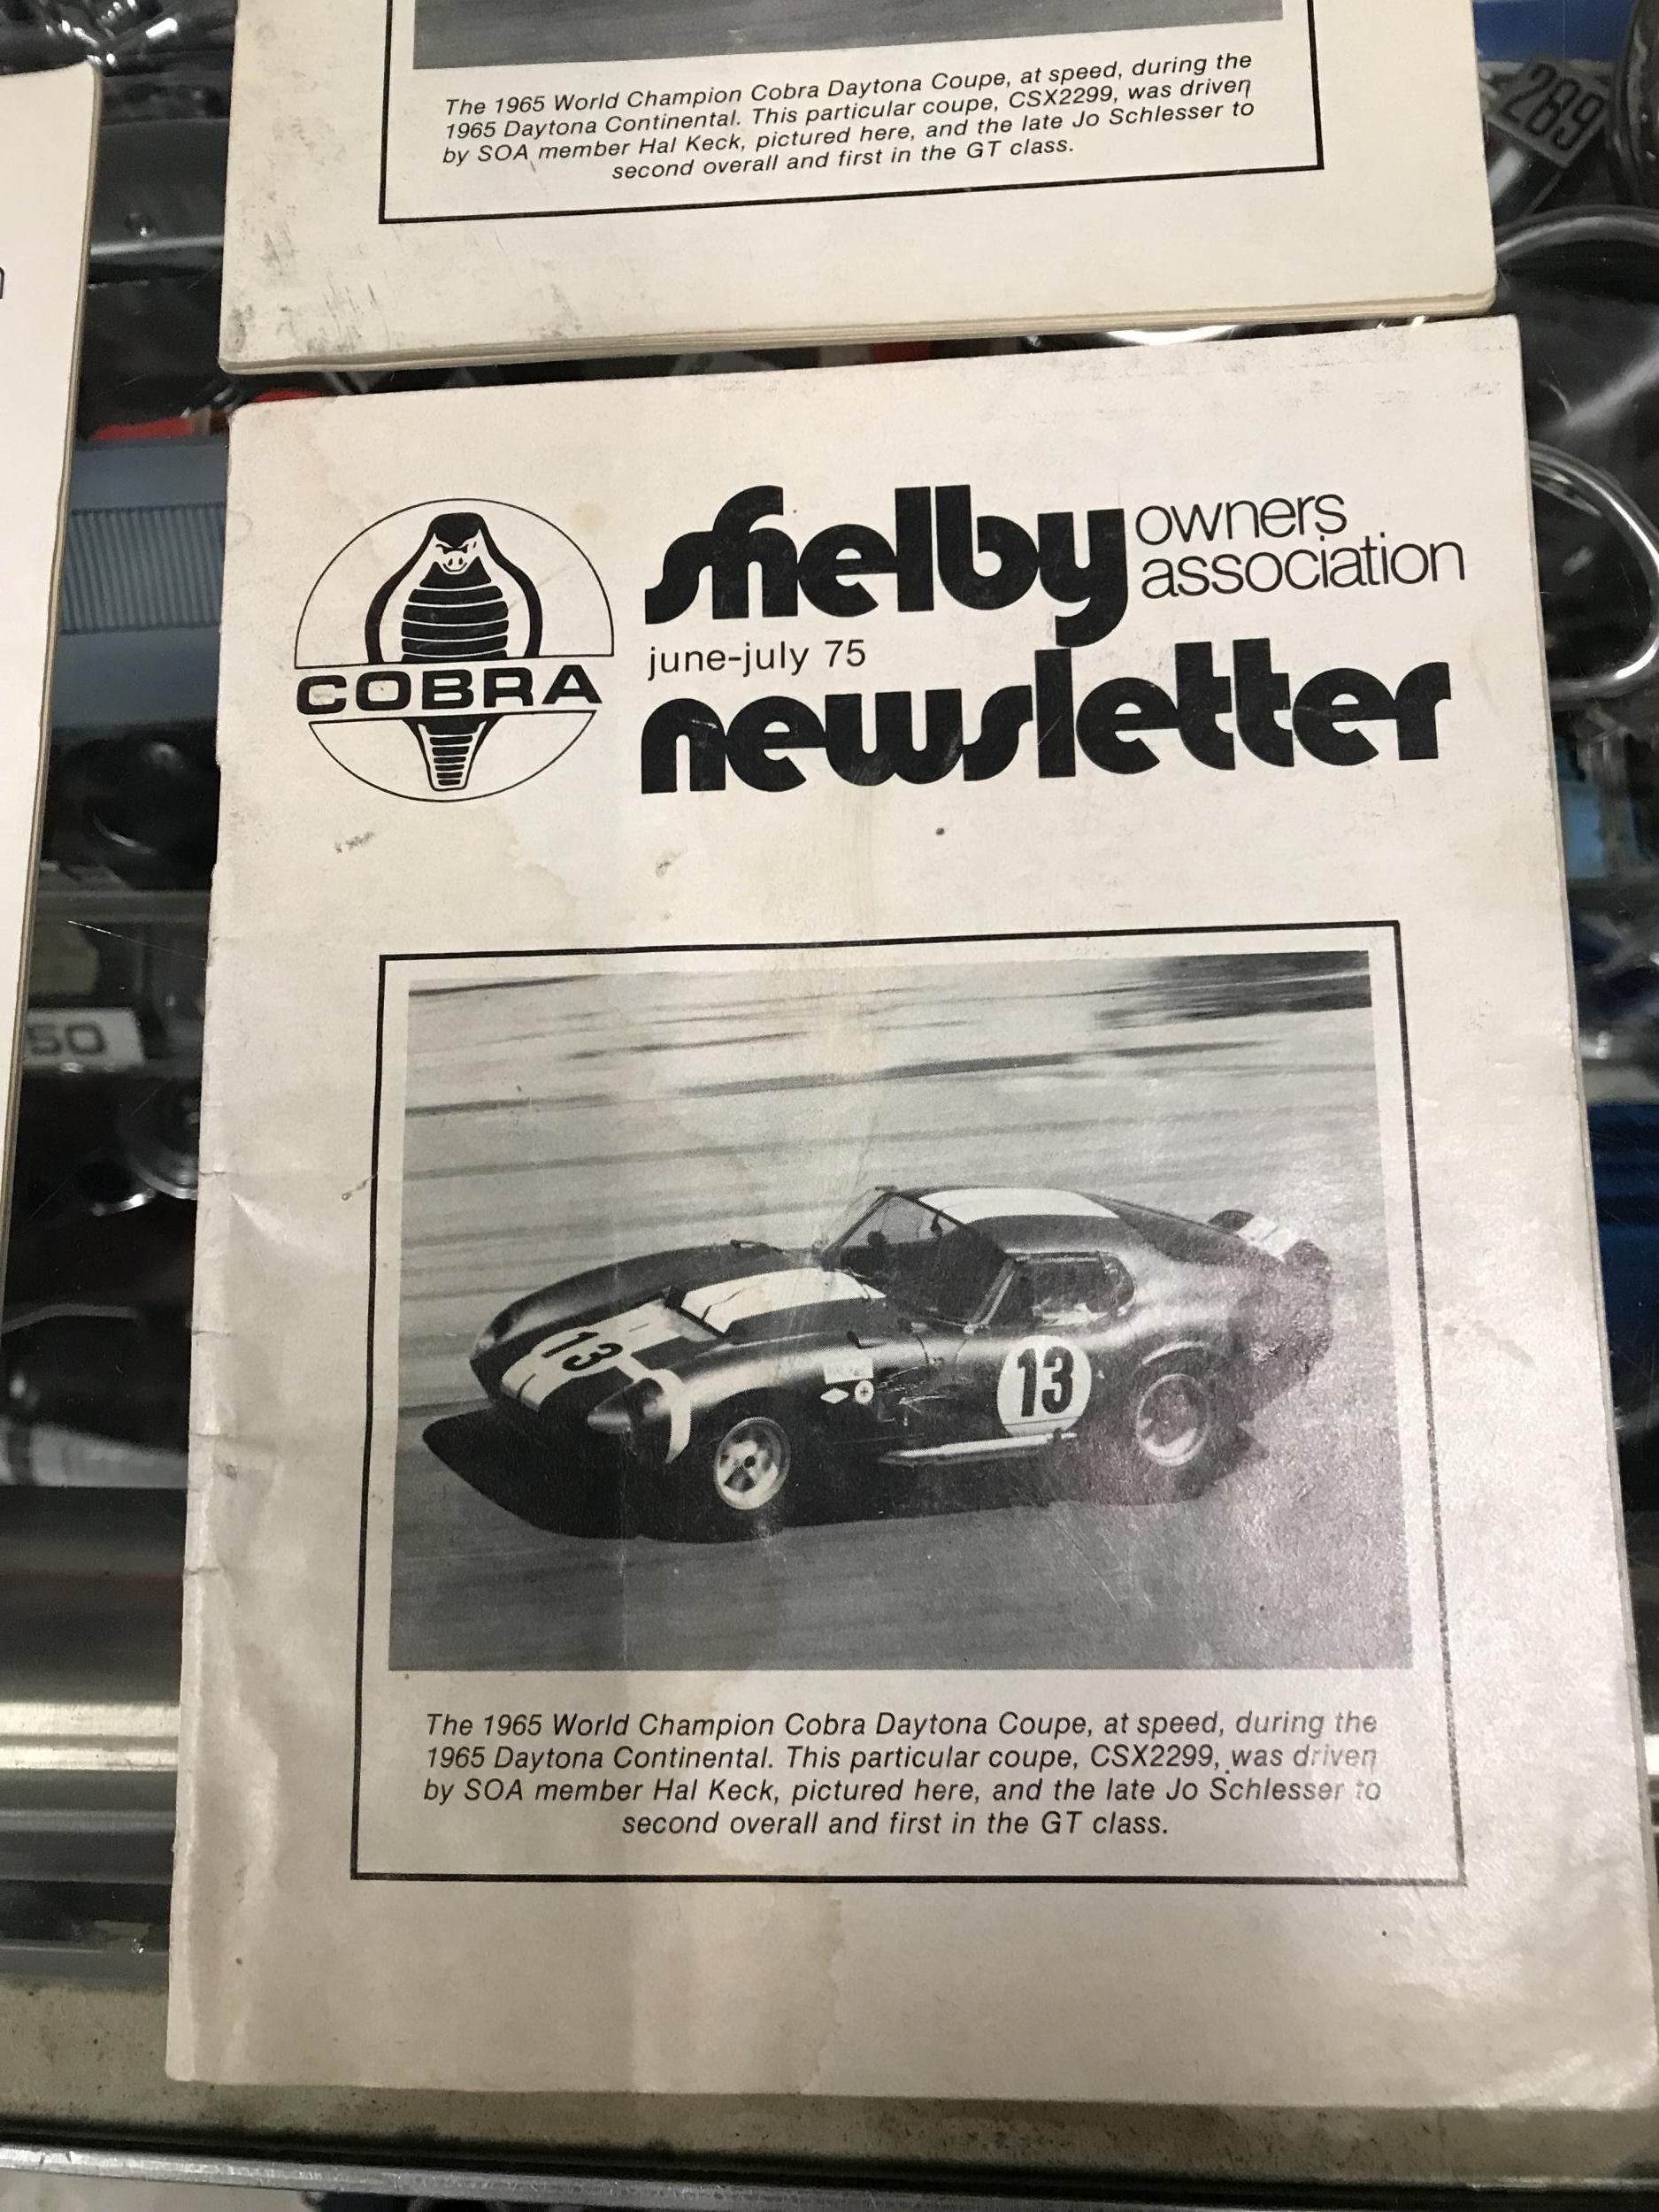 The 1965 World Champion Cobra Daytona Coupe, at speed, during the
1965 Daytona Continental. This particular coupe, CSX2299, was driven
by SOA member Hal Keck, pictured here, and the late Jo Schlesser to
second overall and first in the GT class.
289
COBRA
shelby owners
association
june-july 75
newsletter
50
13
13
The 1965 World Champion Cobra Daytona Coupe, at speed, during the
1965 Daytona Continental. This particular coupe, CSX2299, was driven
by SOA member Hal Keck, pictured here, and the late Jo Schlesser to
second overall and first in the GT class.